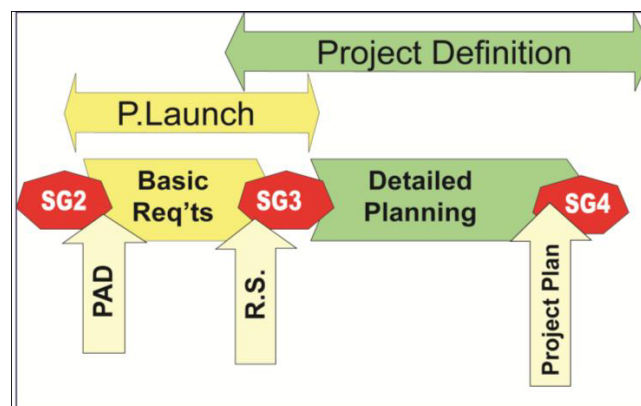 Project Definition
P.Launch
SG2
Basic
Req'ts
SG3
Detailed
Planning
SG4
PAD
R.S.
Project Plan